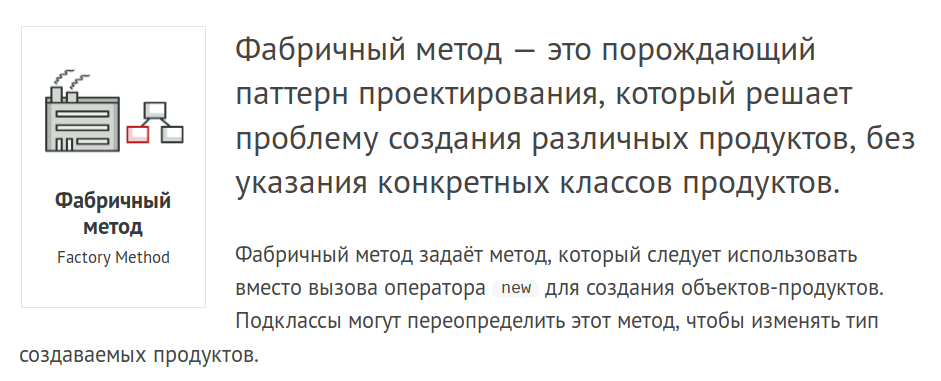 Фабричный метод
Factory Method
Фабричный метод — это порождающий
паттерн проектирования, который решает
проблему создания различных продуктов, без
указания конкретных классов продуктов.
Фабричный метод задаёт метод, который следует использовать
вместо вызова оператора new для создания объектов-продуктов.
Подклассы могут переопределить этот метод, чтобы изменять тип
создаваемых продуктов.